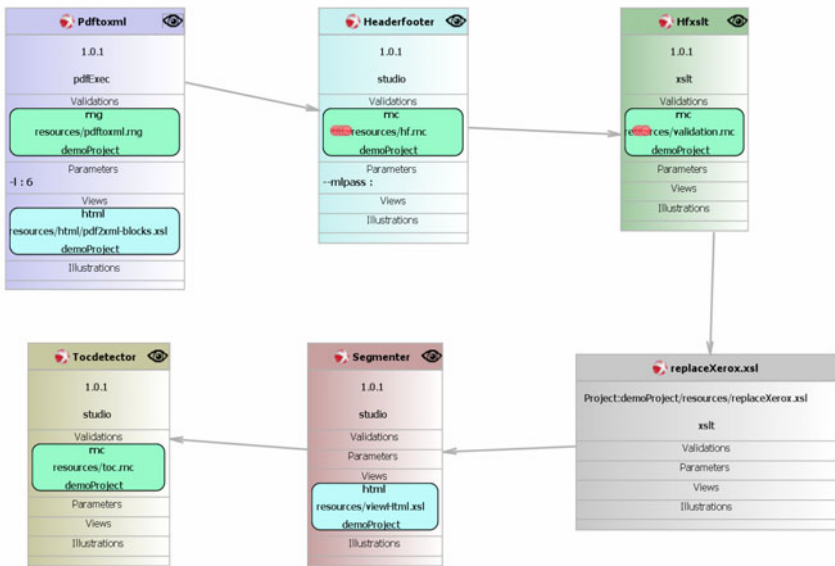 Pdftoxml
1.0.1
pdfExec
Validations
rng
resources/pdftoxml.rng
demoProject
Parameters
-l : 6
Views
html
resources/html/pdf2xml-blocks.xsl
demoProject
Illustrations
Headerfooter
1.0.1
studio
Validations
rnc
resources/hf.rnc
demoProject
Parameters
--mlpass :
Views
Illustrations
Hfxslt
1.0.1
xslt
Validations
rnc
resources/validation.rnc
demoProject
Parameters
Views
Illustrations
replaceXerox.xsl
Project:demoProject/resources/replaceXerox.xsl
xslt
Validations
Parameters
Views
Illustrations
Segmenter
1.0.1
studio
Validations
Parameters
Views
html
resources/viewHtml.xsl
demoProject
Illustrations
Tocdetector
1.0.1
studio
Validations
rnc
resources/toc.rnc
demoProject
Parameters
Views
Illustrations